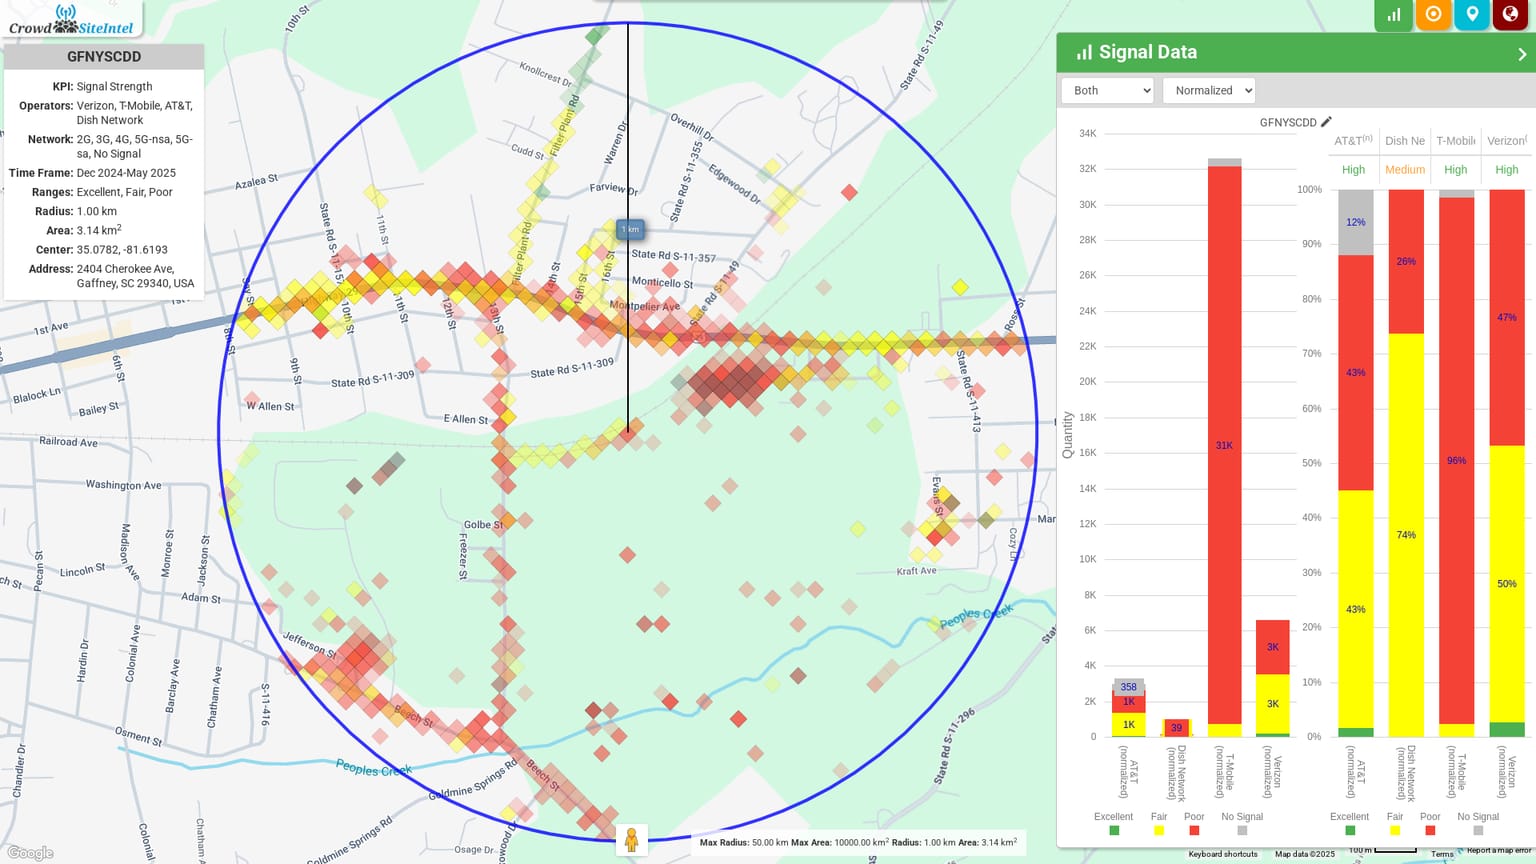 CrowdSiteIntel
GFNYSCDD
KPI: Signal Strength
Operators: Verizon, T-Mobile, AT&T,
Dish Network
Network: 2G, 3G, 4G, 5G-nsa, 5G-
sa, No Signal
Time Frame: Dec 2024-May 2025
Ranges: Excellent, Fair, Poor
Radius: 1.00 km
Area: 3.14 km²
Center: 35.0782, -81.6193
Address: 2404 Cherokee Ave,
Gaffney, SC 29340, USA
10th St
Knollcrest Dr
State Rd S-11-49
Filter Plant Rd
Warren Dr
Overhill Dr
Cudd St
State Rd S-11-355
Edgewood Dr
Azalea St
Farview Dr
11th St
1 km
State Rd S-11-157
Filter Plant Rd
16th St
State Rd S-11-357
14th St
15th St
Monticello St
State Rd S-11-49
Montpelier Ave
1st Ave
8th St
10th St
11th St
12th St
13th St
6th St
9th St
State Rd S-11-309
State Rd S-11-309
State Rd S-11-413
Blalock Ln
Bailey St
W Allen St
E Allen St
Railroad Ave
Washington Ave
Evans St
Golbe St
Freezer St
Cozy Ln
Mar
Kraft Ave
Pecan St
Madison Ave
Monroe St
Jackson St
Lincoln St
ch St
Adam St
Peoples Creek
Jefferson St
Hardin Dr
Colonial Ave
Barclay Ave
Chatham Ave
S-11-416
Beech St
State Rd S-11-296
Osment St
Peoples Creek
Beech St
Chandler Dr
Goldmine Springs Rd
Goldmine Springs Rd
Osage Dr
Google
Max Radius: 50.00 km Max Area: 10000.00 km² Radius: 1.00 km Area: 3.14 km²
Signal Data
Both
Normalized
GFNYSCDD
Quantity
34K
32K
30K
28K
26K
24K
22K
20K
18K
16K
14K
12K
10K
8K
6K
4K
2K
0
358
1K
1K
39
31K
3K
3K
AT&T (normalized)
Dish Network (normalized)
T-Mobile (normalized)
Verizon (normalized)
Excellent
Fair
Poor
No Signal
AT&T(n)
Dish Ne
T-Mobile
Verizon(
High
Medium
High
High
100%
90%
80%
70%
60%
50%
40%
30%
20%
10%
0%
12%
43%
43%
26%
74%
96%
47%
50%
AT&T (normalized)
Dish Network (normalized)
T-Mobile (normalized)
Verizon (normalized)
Excellent
Fair
Poor
No Signal
Keyboard shortcuts
Map data ©2025
100 m
Terms
Report a map error